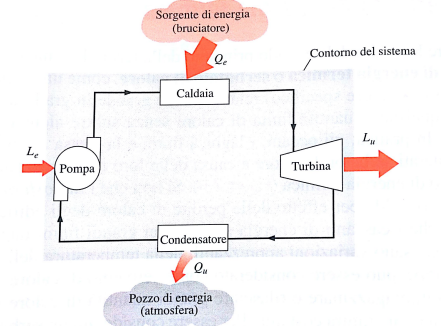 Sorgente di energia
(bruciatore)
Qe
Contorno del sistema
Caldaia
Le
Pompa
Turbina
Lu
Condensatore
Qu
Pozzo di energia
(atmosfera)